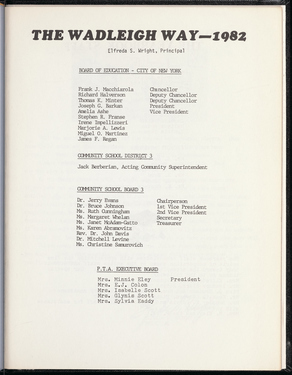 THE WADLEIGH WAY—1982
Elfreda S. Wright, Principal
BOARD OF EDUCATION - CITY OF NEW YORK
Frank J. Macchiarola Chancellor
Richard Halverson Deputy Chancellor
Thomas K. Minter Deputy Chancellor
Joseph G. Barkan President
Amelia Ashe Vice President
Stephen R. Franse
Irene Impellizzeri
Marjorie A. Lewis
Miguel O. Martinez
James F. Regan
COMMUNITY SCHOOL DISTRICT 3
Jack Berberian, Acting Community Superintendent
COMMUNITY SCHOOL BOARD 3
Dr. Jerry Evans Chairperson
Dr. Bruce Johnson 1st Vice President
Ms. Ruth Cunningham 2nd Vice President
Ms. Margaret Whelan Secretary
Ms. Janet McAdam-Gatto Treasurer
Ms. Karen Abramovitz
Rev. Dr. John Davis
Dr. Mitchell Levine
Ms. Christine Samurovich
P.T.A. EXECUTIVE BOARD
Mrs. Minnie Eley President
Mrs. E.J. Colon
Mrs. Isabelle Scott
Mrs. Glynis Scott
Mrs. Sylvia Kaddy